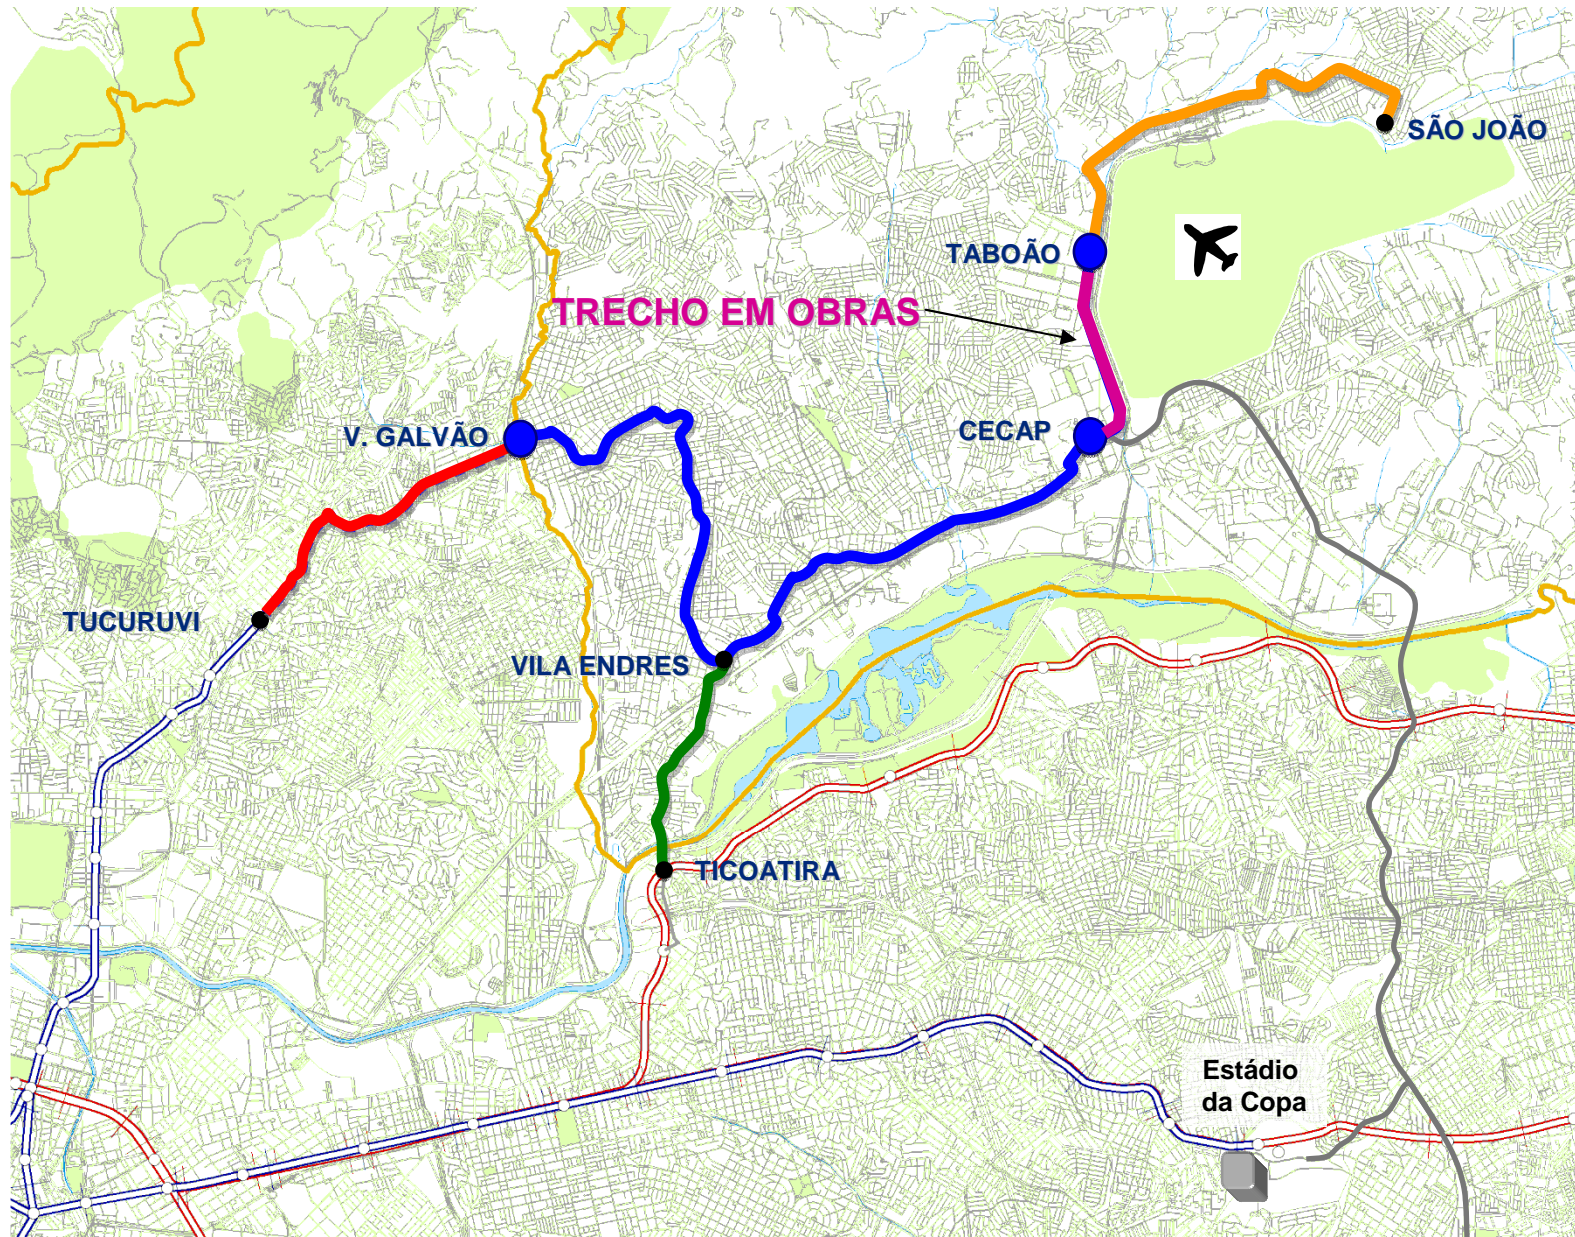 SÃO JOÃO
TABOÃO
TRECHO EM OBRAS
CECAP
V. GALVÃO
TUCURUVI
VILA ENDRES
TICOATIRA
Estádio
da Copa